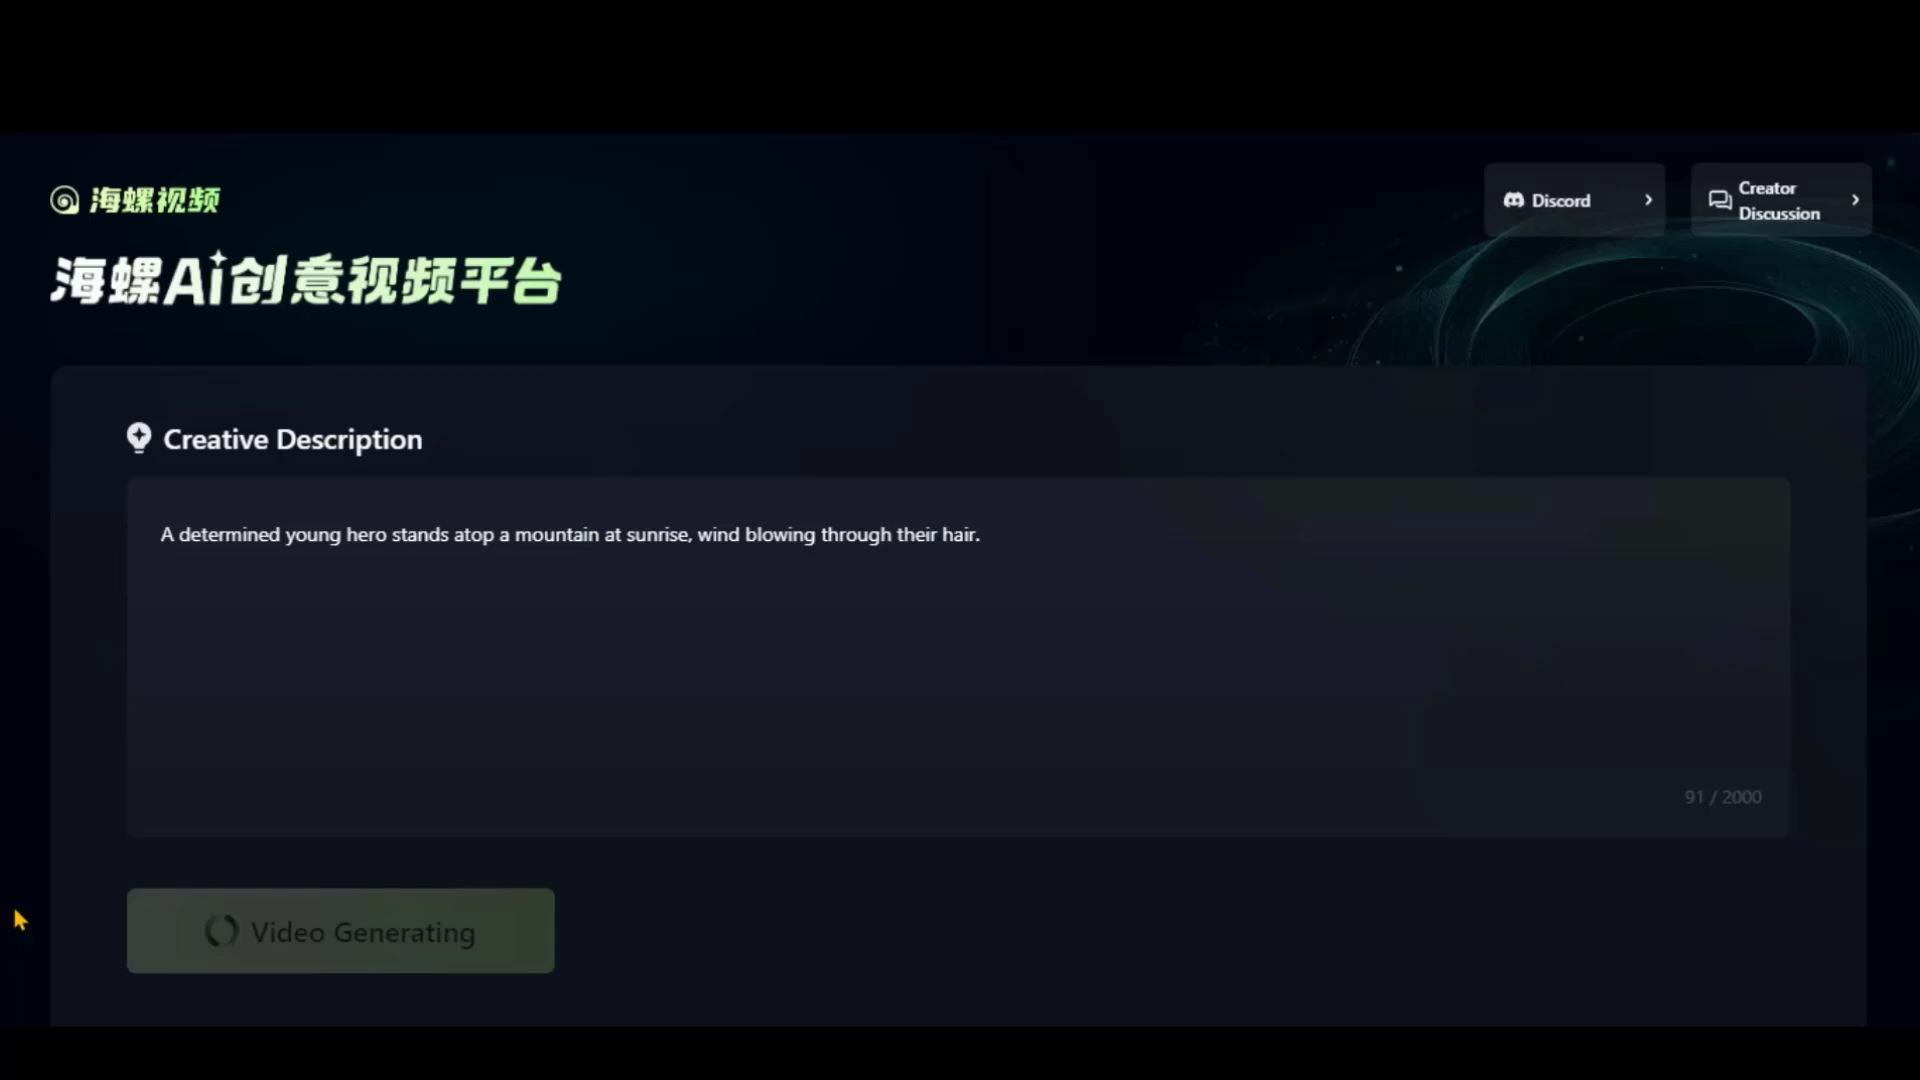 海螺视频
Discord
Creator
Discussion
海螺Ai创意视频平台
Creative Description
A determined young hero stands atop a mountain at sunrise, wind blowing through their hair.
91 / 2000
Video Generating